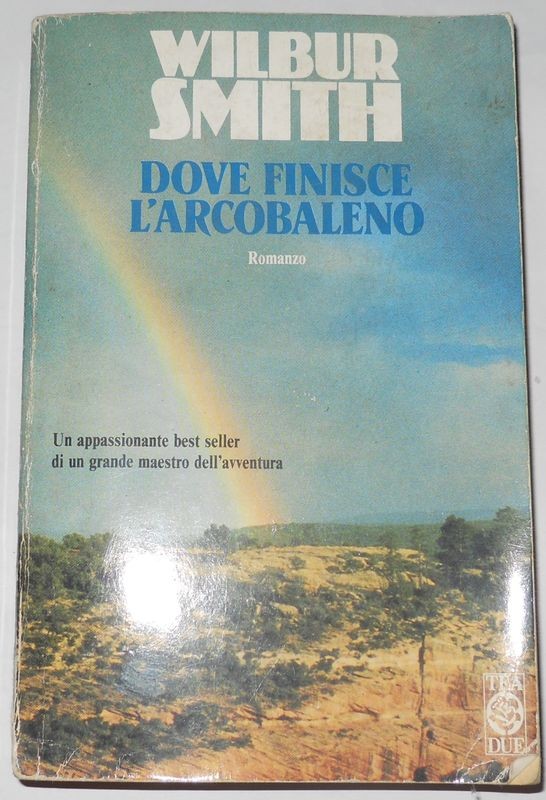 WILBUR
SMITH
DOVE FINISCE
L'ARCOBALENO
Romanzo
Un appassionante best seller
di un grande maestro dell'avventura
TEA
DUE